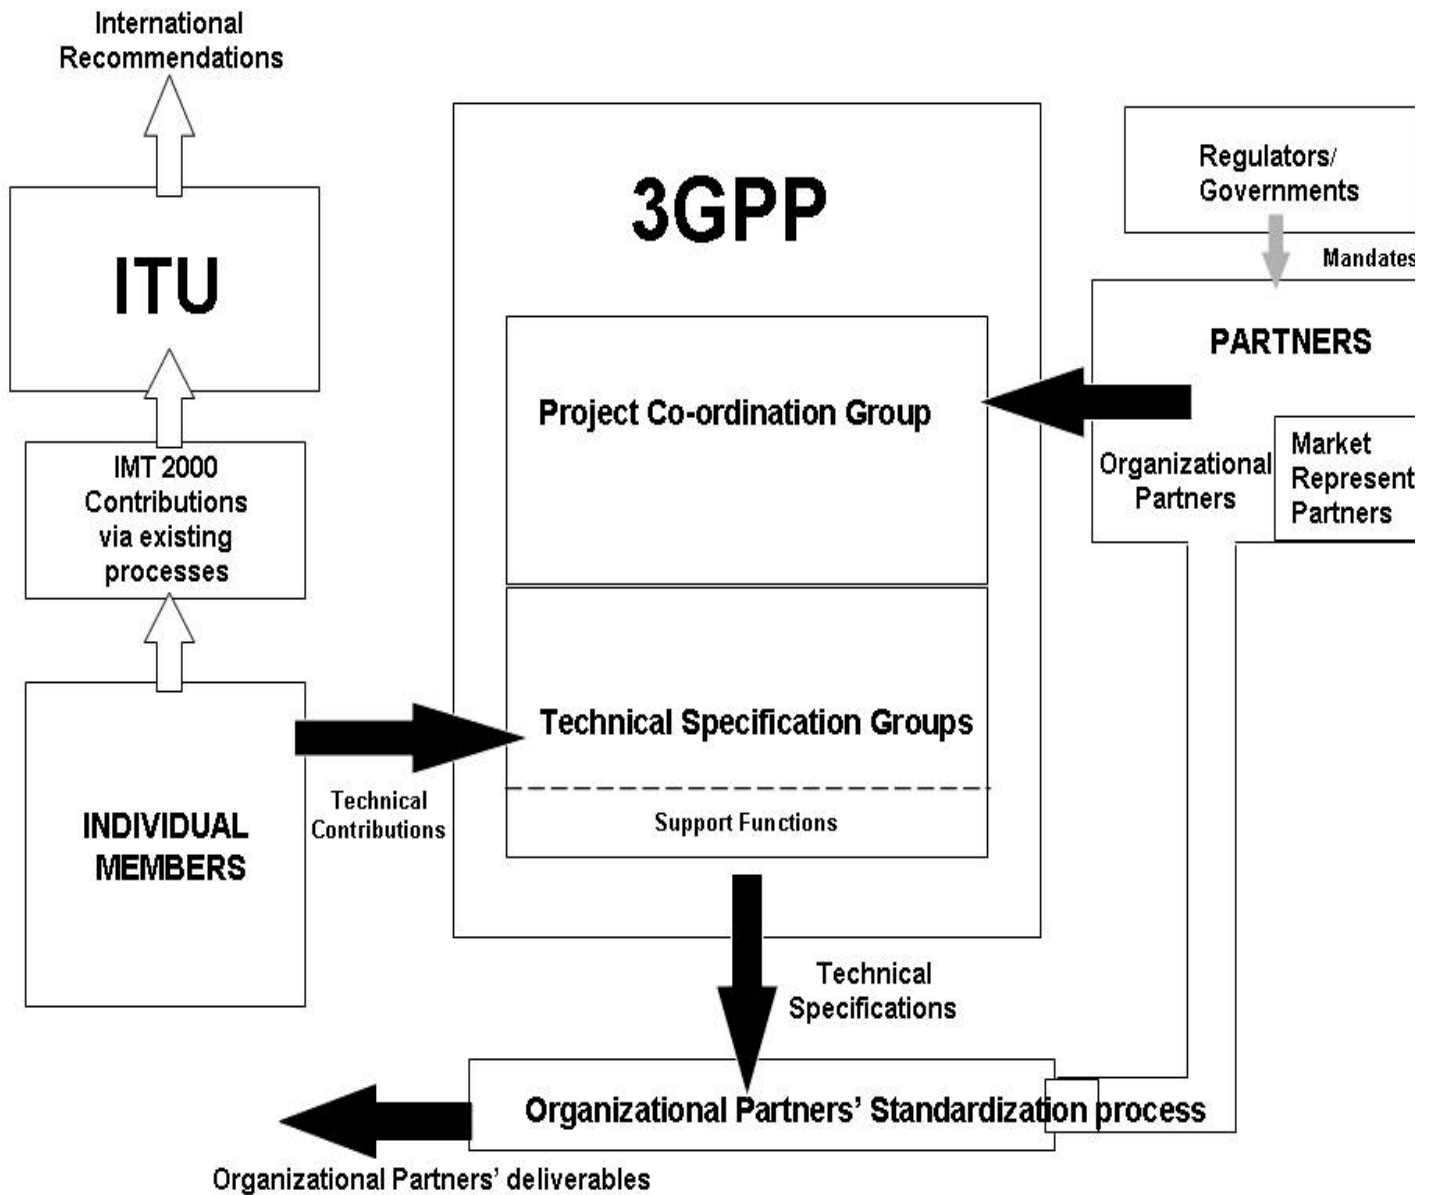 International
Recommendations
ITU
IMT 2000
Contributions
via existing
processes
INDIVIDUAL
MEMBERS
Technical
Contributions
3GPP
Project Co-ordination Group
Technical Specification Groups
Support Functions
Technical
Specifications
Regulators/
Governments
Mandates
PARTNERS
Organizational
Partners
Market
Represent
Partners
Organizational Partners’ Standardization process
Organizational Partners’ deliverables